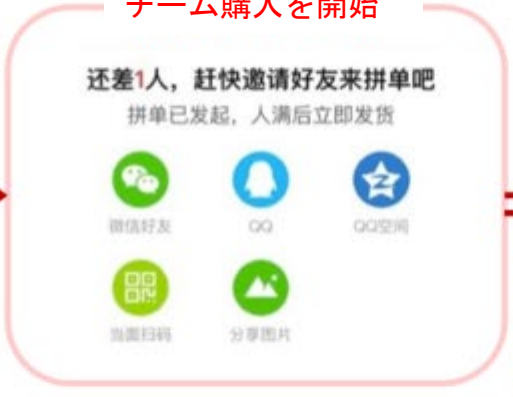 チーム購入を開始
还差1人，赶快邀请好友来拼单吧
拼单已发起，人满后立即发货
微信好友
QQ
QQ空间
当面扫码
分享图片